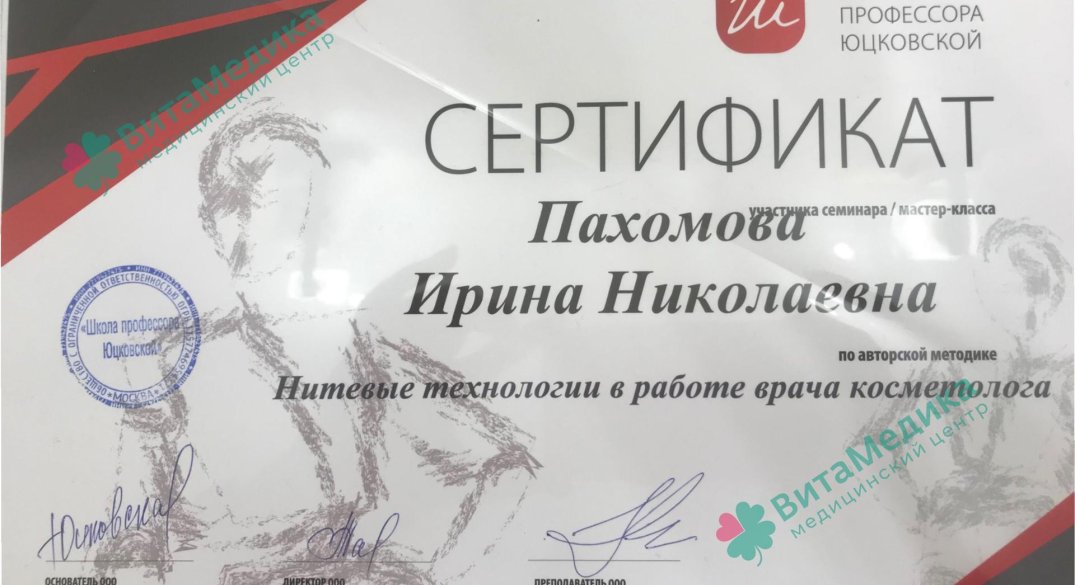 ПРОФЕССОРА
ЮЦКОВСКОЙ
ВитаМедика
медицинский центр
СЕРТИФИКАТ
участника семинара / мастер-класса
Пахомова
Ирина Николаевна
«Школа профессора
Юцковской»
по авторской методике
Нитевые технологии в работе врача косметолога
ВитаМедика
медицинский центр
Юцковская
ОСНОВАТЕЛЬ ООО
ДИРЕКТОР ООО
ПРЕПОДАВАТЕЛЬ ООО